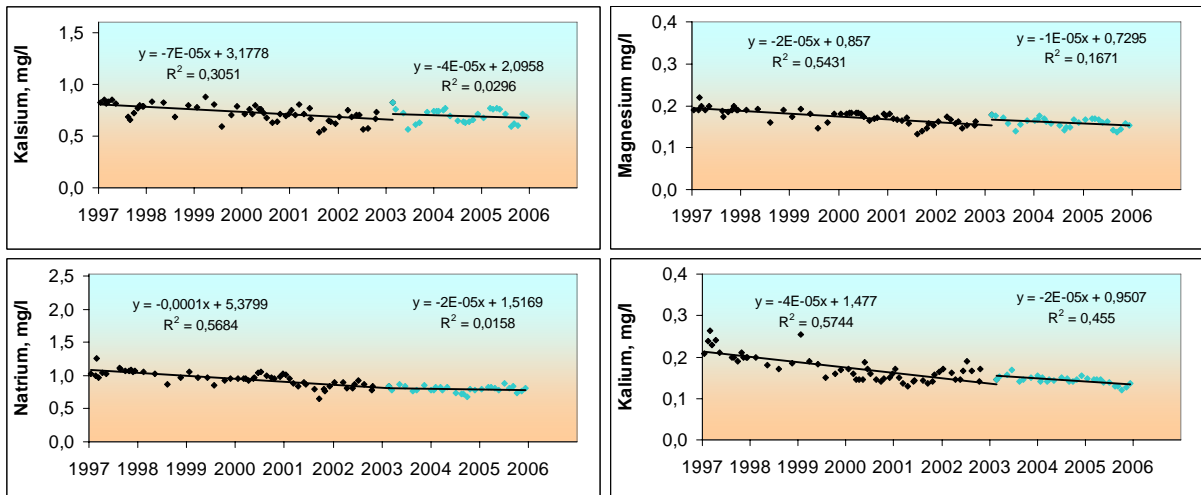 Kalsium, mg/l
1,5
1,0
0,5
0,0
y = -7E-05x + 3,1778
R² = 0,3051
y = -4E-05x + 2,0958
R² = 0,0296
1997 1998 1999 2000 2001 2002 2003 2004 2005 2006
Magnesium mg/l
0,4
0,3
0,2
0,1
0,0
y = -2E-05x + 0,857
R² = 0,5431
y = -1E-05x + 0,7295
R² = 0,1671
1997 1998 1999 2000 2001 2002 2003 2004 2005 2006
Natrium, mg/l
2,5
2,0
1,5
1,0
0,5
0,0
y = -0,0001x + 5,3799
R² = 0,5684
y = -2E-05x + 1,5169
R² = 0,0158
1997 1998 1999 2000 2001 2002 2003 2004 2005 2006
Kalium, mg/l
0,4
0,3
0,2
0,1
0,0
y = -4E-05x + 1,477
R² = 0,5744
y = -2E-05x + 0,9507
R² = 0,455
1997 1998 1999 2000 2001 2002 2003 2004 2005 2006